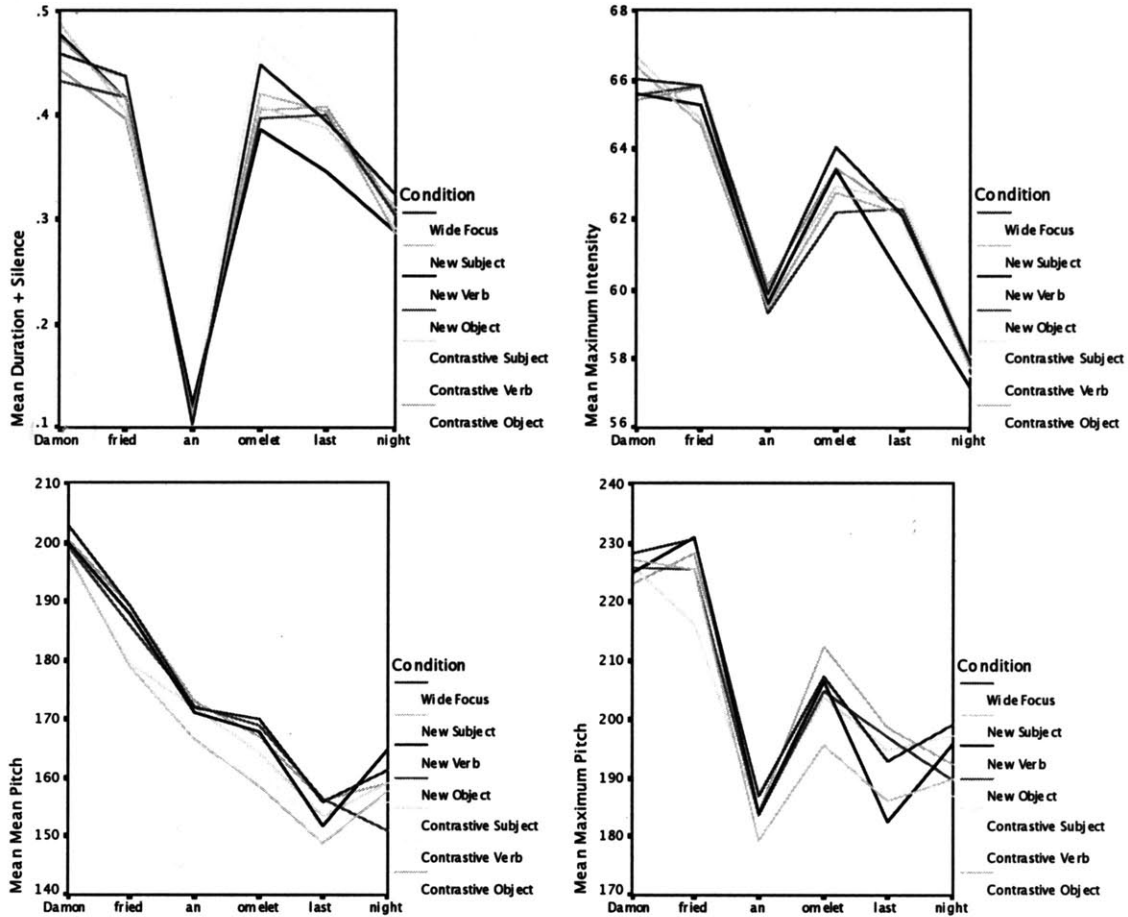 .5
.4
.3
.2
.1
Mean Duration + Silence
Damon fried an omelet last night
Condition
Wide Focus
New Subject
New Verb
New Object
Contrastive Subject
Contrastive Verb
Contrastive Object
68
66
64
62
60
58
56
Mean Maximum Intensity
Damon fried an omelet last night
Condition
Wide Focus
New Subject
New Verb
New Object
Contrastive Subject
Contrastive Verb
Contrastive Object
210
200
190
180
170
160
150
140
Mean Mean Pitch
Damon fried an omelet last night
Condition
Wide Focus
New Subject
New Verb
New Object
Contrastive Subject
Contrastive Verb
Contrastive Object
240
230
220
210
200
190
180
170
Mean Maximum Pitch
Damon fried an omelet last night
Condition
Wide Focus
New Subject
New Verb
New Object
Contrastive Subject
Contrastive Verb
Contrastive Object